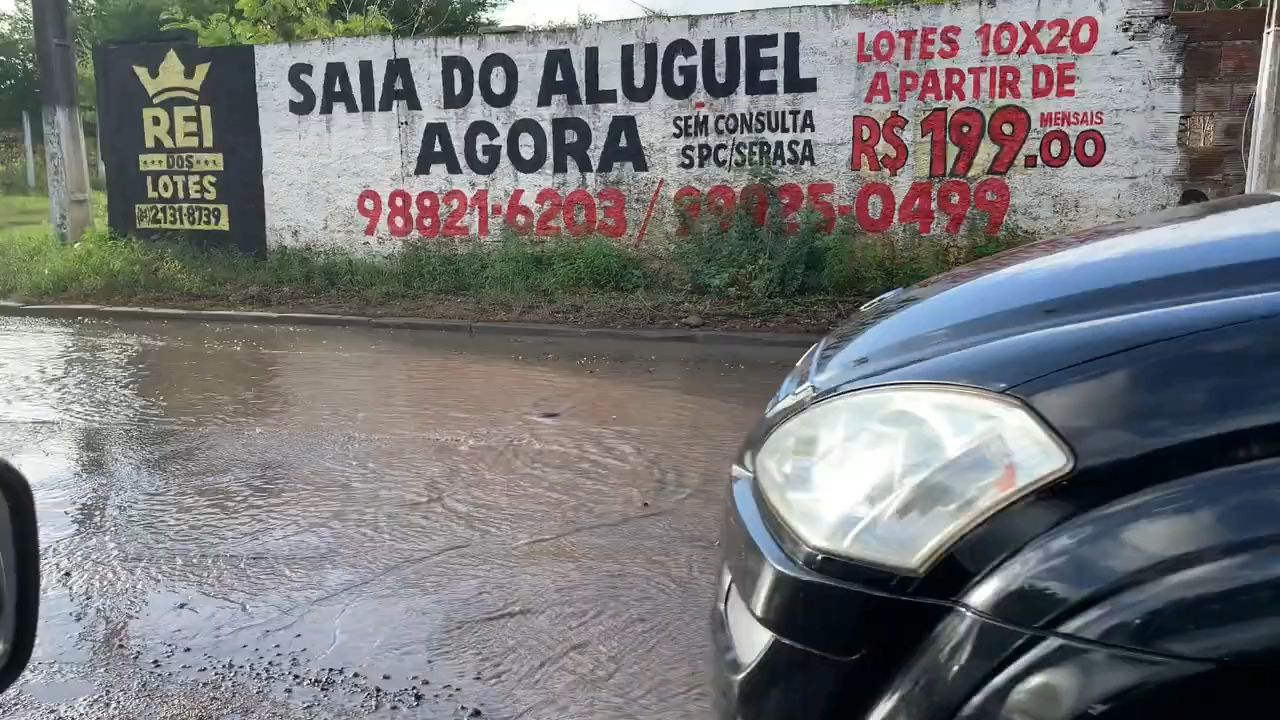 REI
DOS
LOTES
(84)2131-8739
SAIA DO ALUGUEL
AGORA
SEM CONSULTA
SPC/SERASA
LOTES 10X20
A PARTIR DE
R$199.00
MENSAIS
98821-6203 / 99925-0499